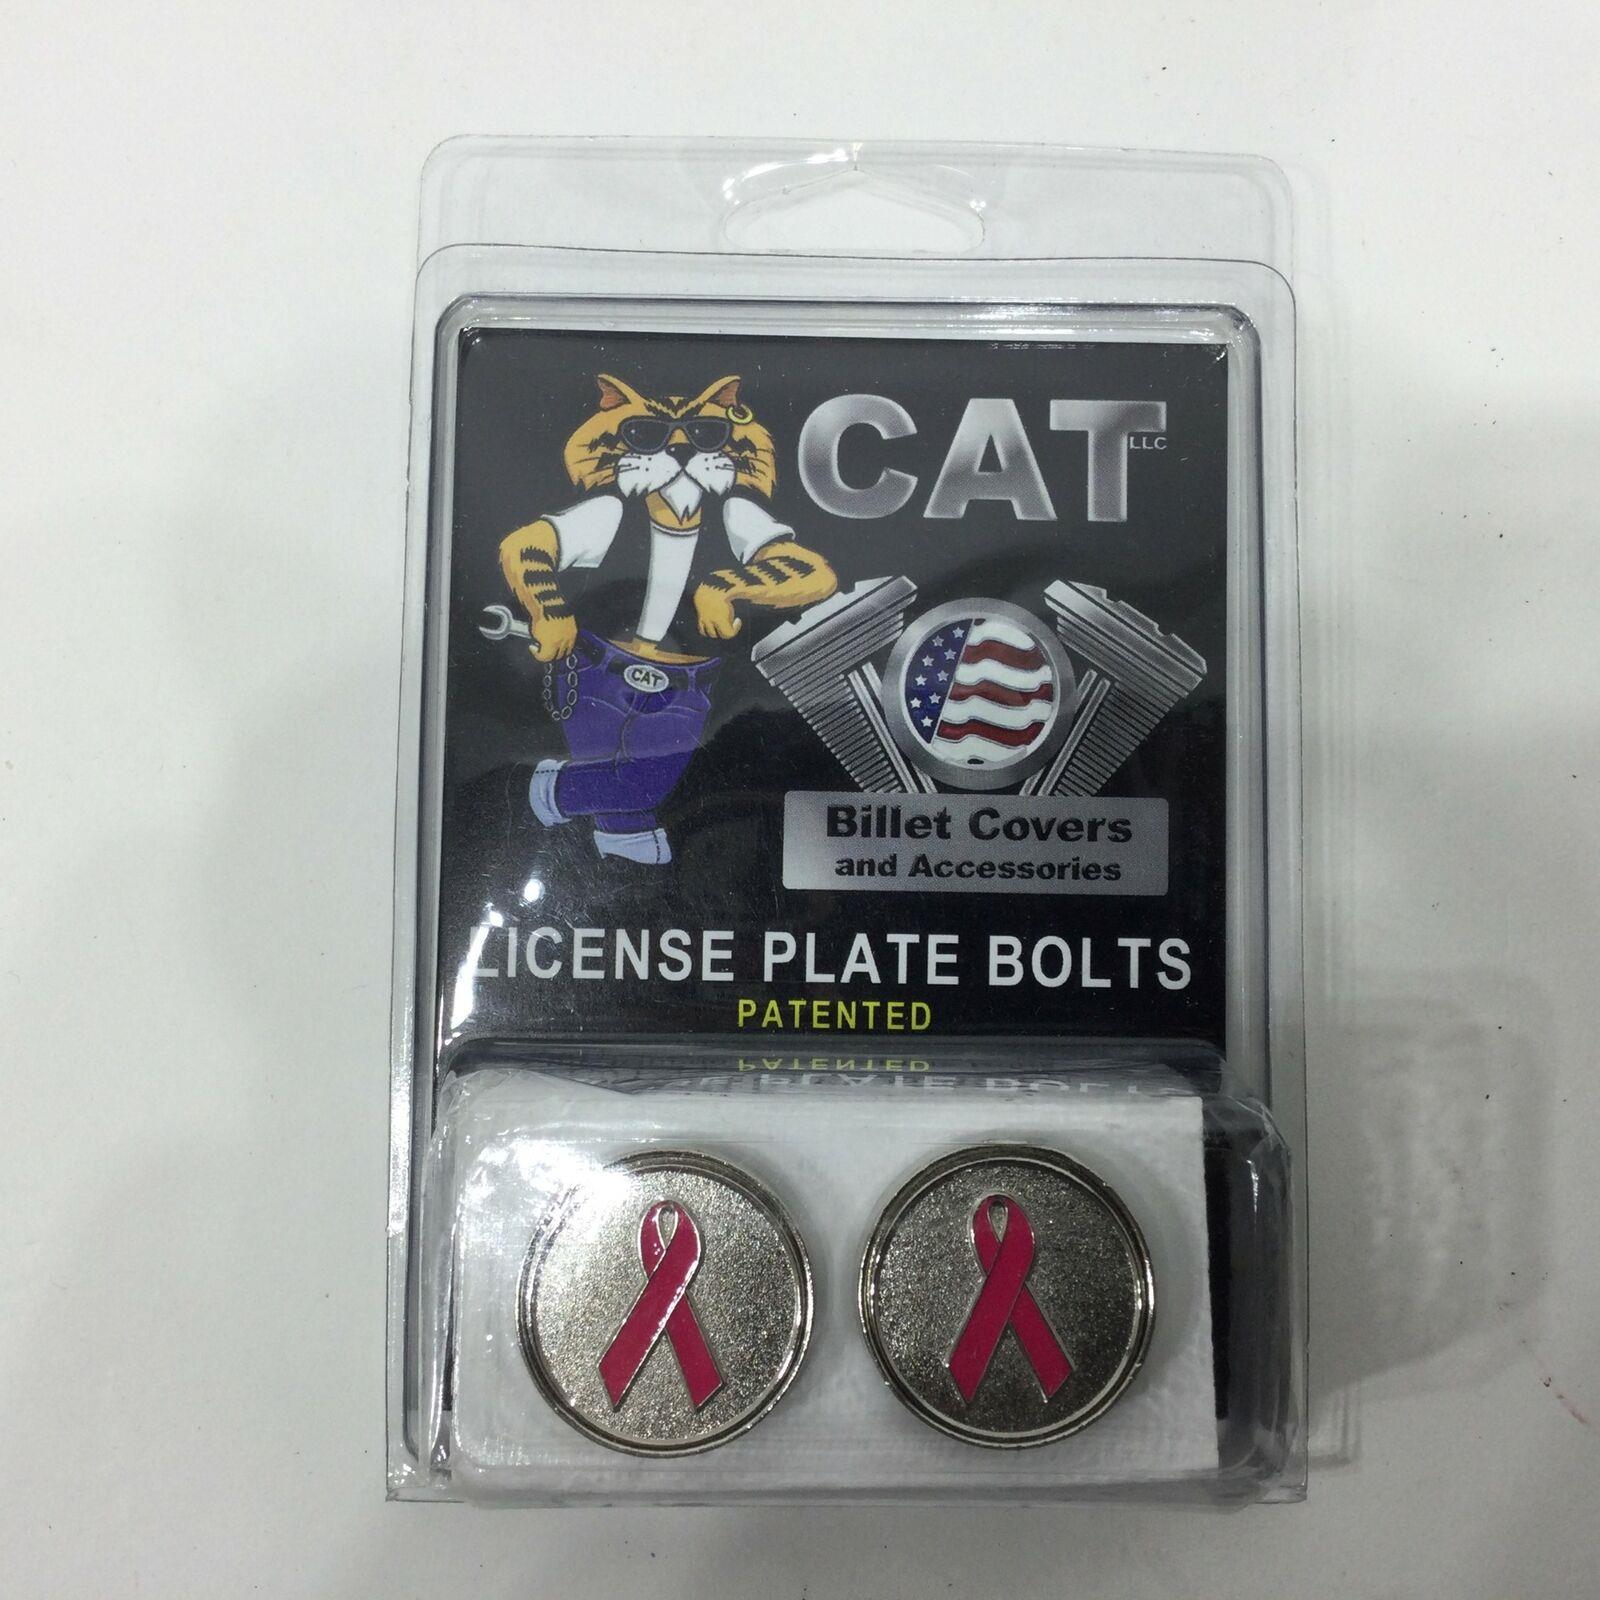 CAT
LLC
CAT
Billet Covers
and Accessories
LICENSE PLATE BOLTS
PATENTED